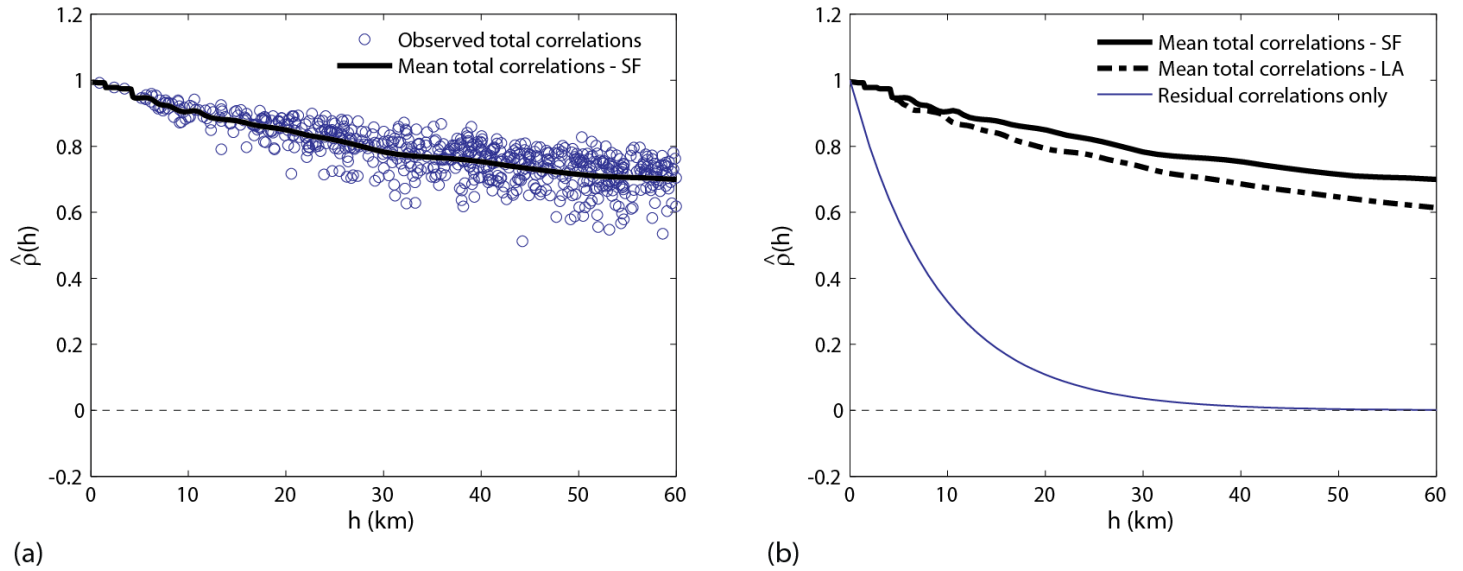 1.2
1
0.8
0.6
0.4
0.2
0
-0.2
ρ̂(h)
Observed total correlations
Mean total correlations - SF
0 10 20 30 40 50 60
h (km)
(a)
1.2
1
0.8
0.6
0.4
0.2
0
-0.2
ρ̂(h)
Mean total correlations - SF
Mean total correlations - LA
Residual correlations only
0 10 20 30 40 50 60
h (km)
(b)